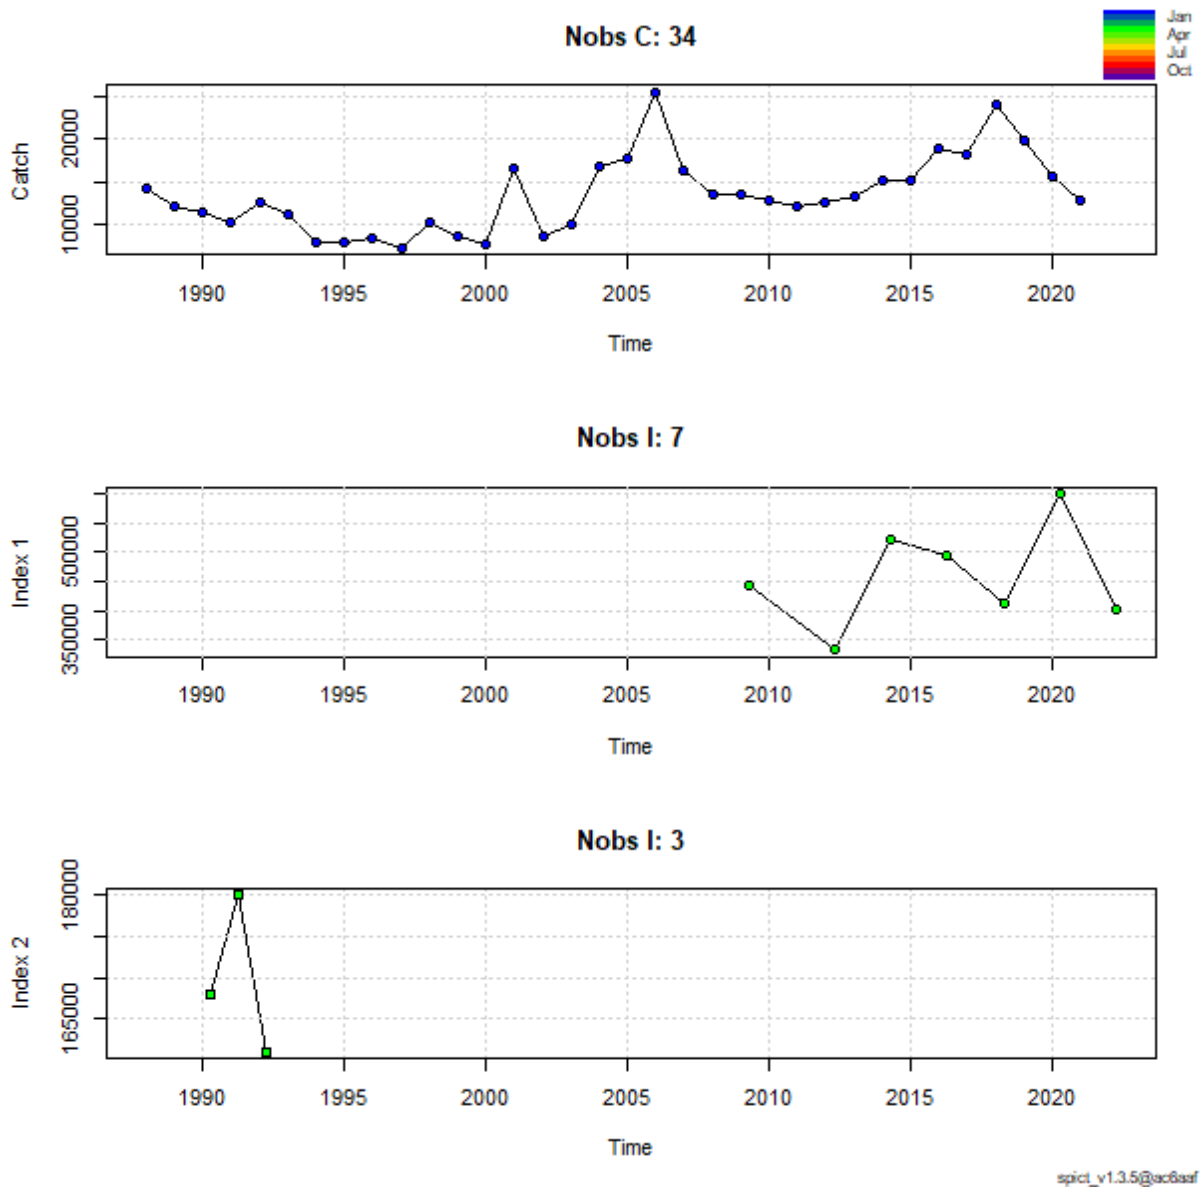 Nobs C: 34
Jan
Apr
Jul
Oct
Catch
10000
20000
1990 1995 2000 2005 2010 2015 2020
Time
Nobs I: 7
Index 1
350000
500000
1990 1995 2000 2005 2010 2015 2020
Time
Nobs I: 3
Index 2
165000
180000
1990 1995 2000 2005 2010 2015 2020
Time
spict_v1.3.5@ac6aaf